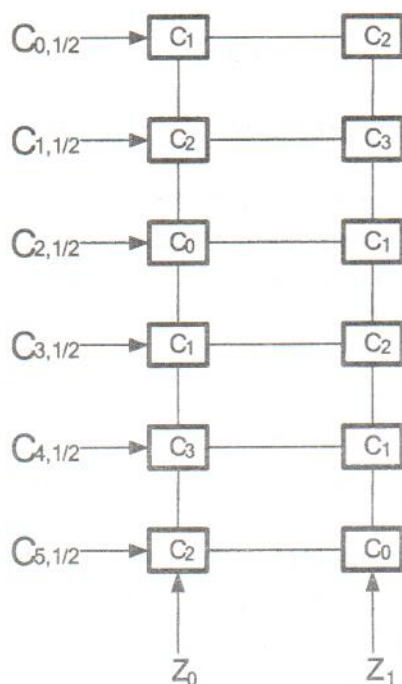 C0,1/2 C1 C2
C1,1/2 C2 C3
C2,1/2 C0 C1
C3,1/2 C1 C2
C4,1/2 C3 C1
C5,1/2 C2 C0
Z0 Z1